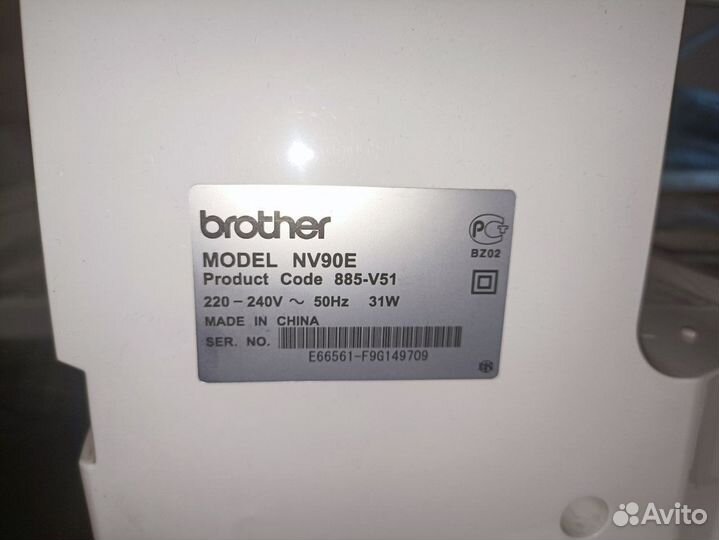 brother
MODEL NV90E
Product Code 885-V51
220-240V ~ 50Hz 31W
MADE IN CHINA
SER. NO.
E66561-F9G149709
PCT
BZ02
Avito